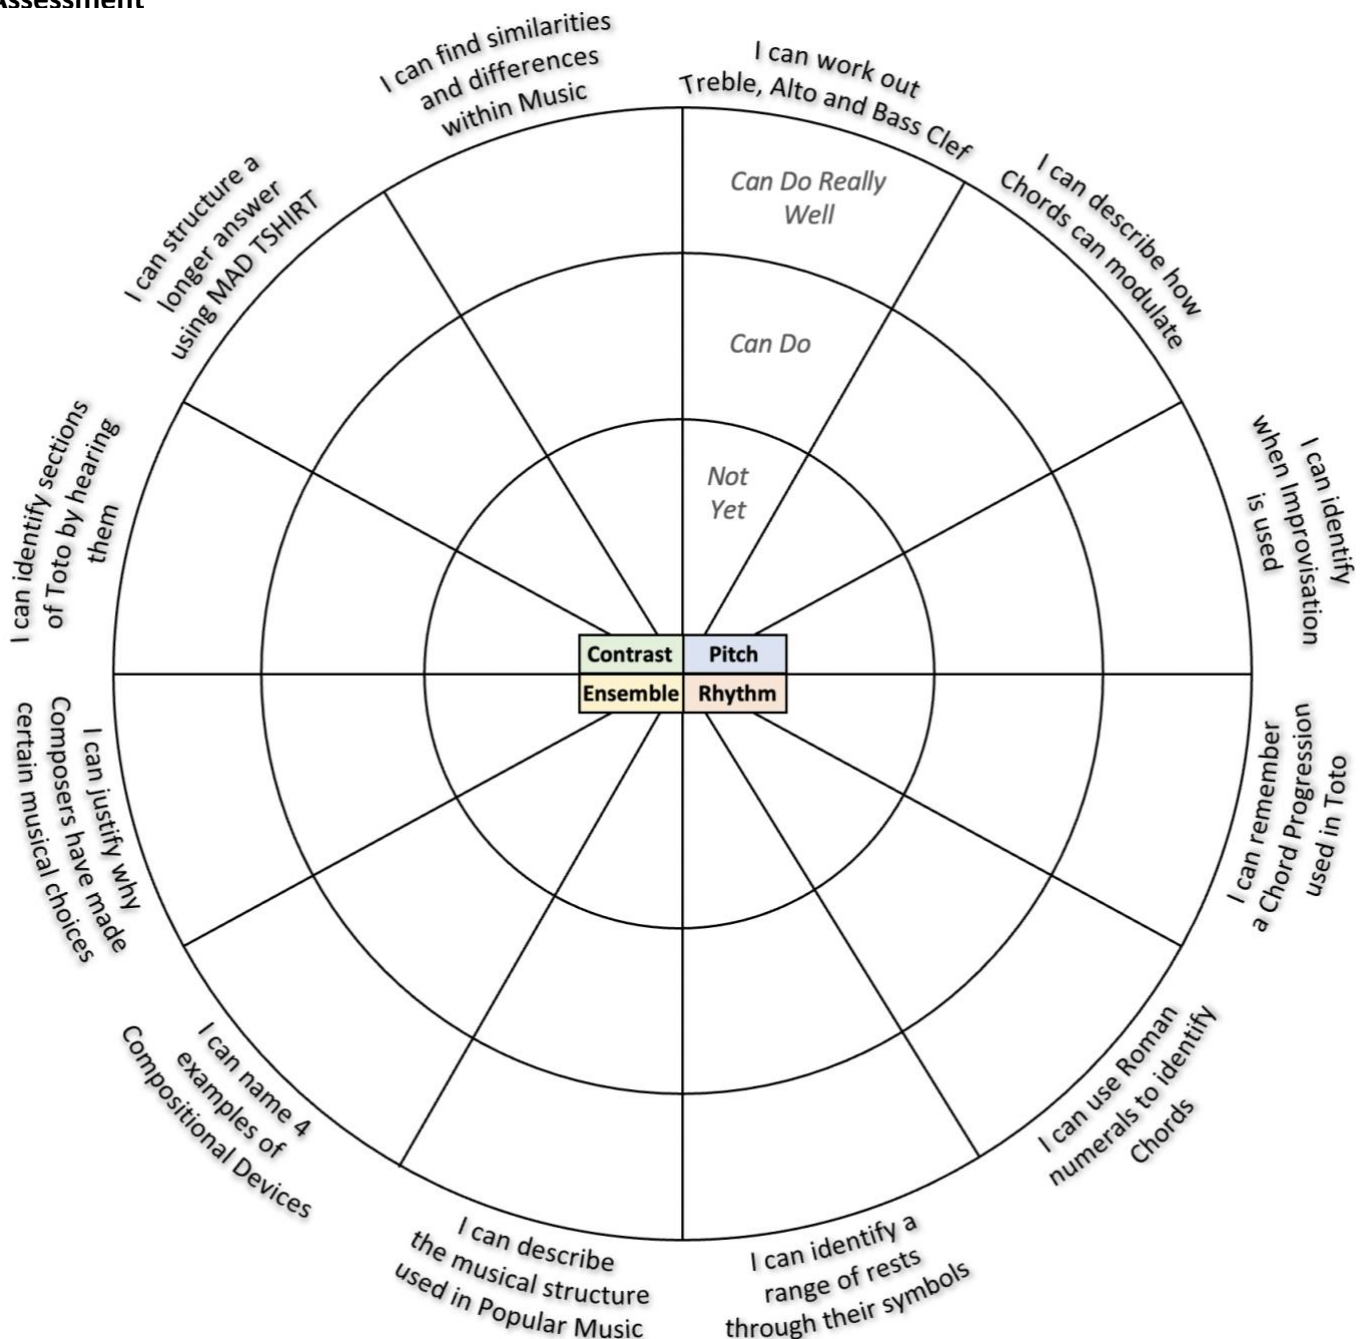 Assessment
I can find similarities
and differences
within Music
I can work out
Treble, Alto and Bass Clef
I can describe how
Chords can modulate
I can identify
when Improvisation
is used
I can remember
a Chord Progression
used in Toto
I can use Roman
numerals to identify
Chords
I can identify a
range of rests
through their symbols
I can describe
the musical structure
used in Popular Music
I can name 4
examples of
Compositional Devices
I can justify why
Composers have made
certain musical choices
I can identify sections
of Toto by hearing
them
I can structure a
longer answer
using MAD TSHIRT
Can Do Really
Well
Can Do
Not
Yet
Contrast
Pitch
Ensemble
Rhythm